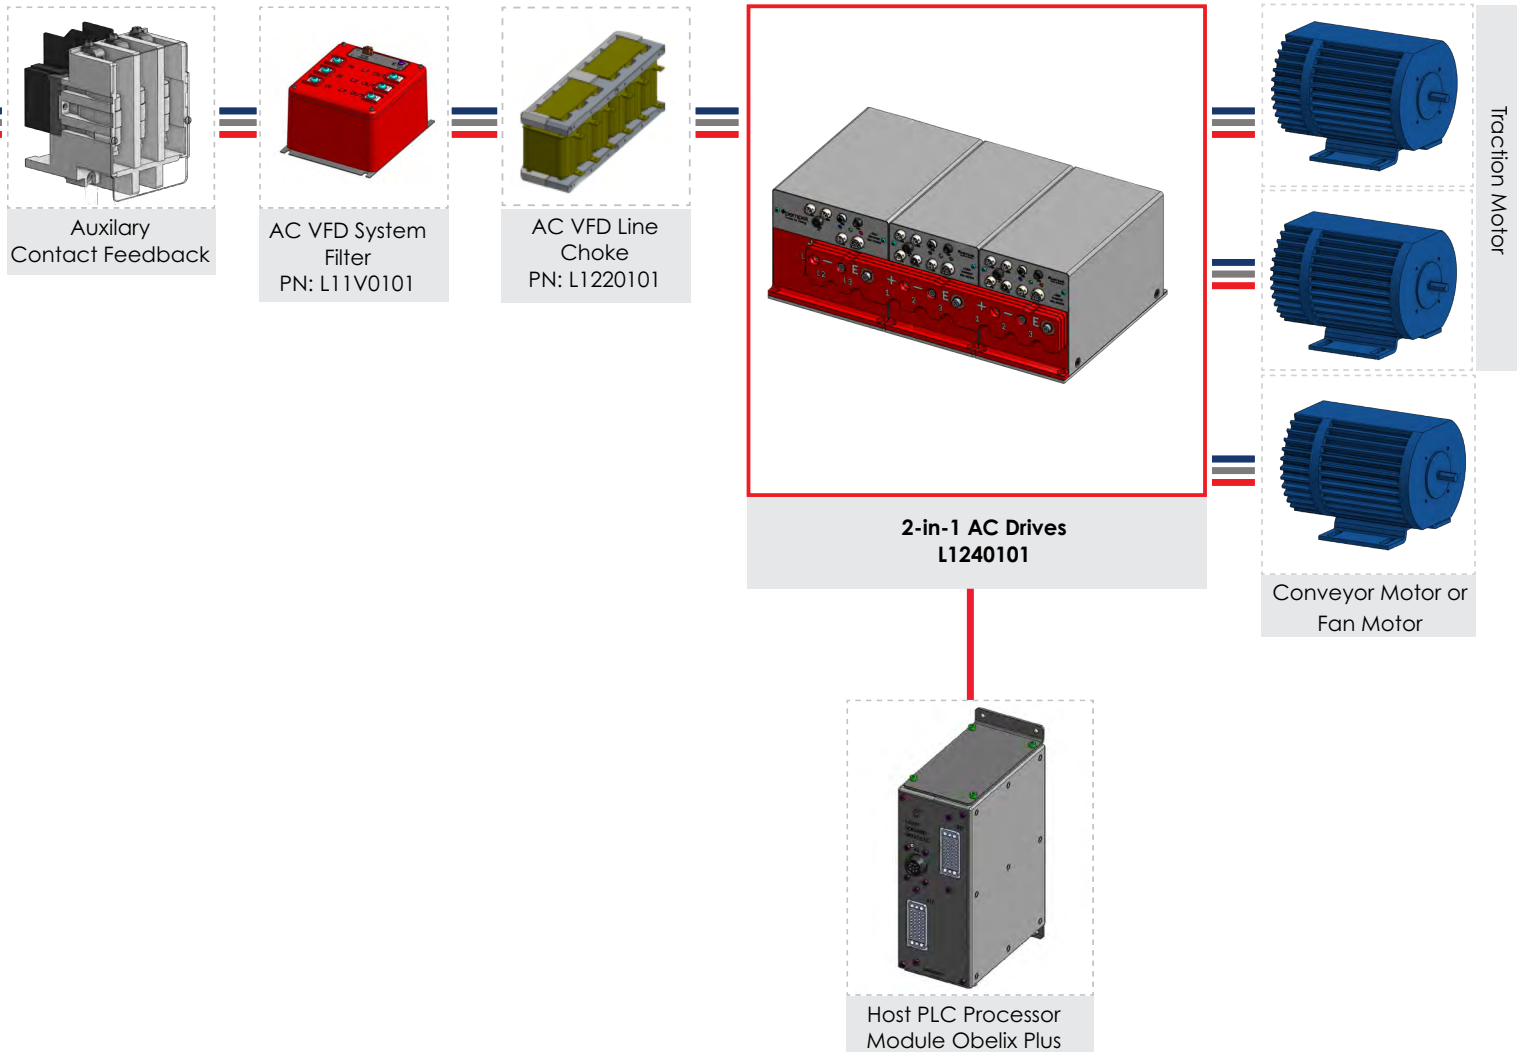 Auxilary
Contact Feedback
AC VFD System
Filter
PN: L11V0101
AC VFD Line
Choke
PN: L1220101
2-in-1 AC Drives
L1240101
Traction Motor
Conveyor Motor or
Fan Motor
Host PLC Processor
Module Obelix Plus